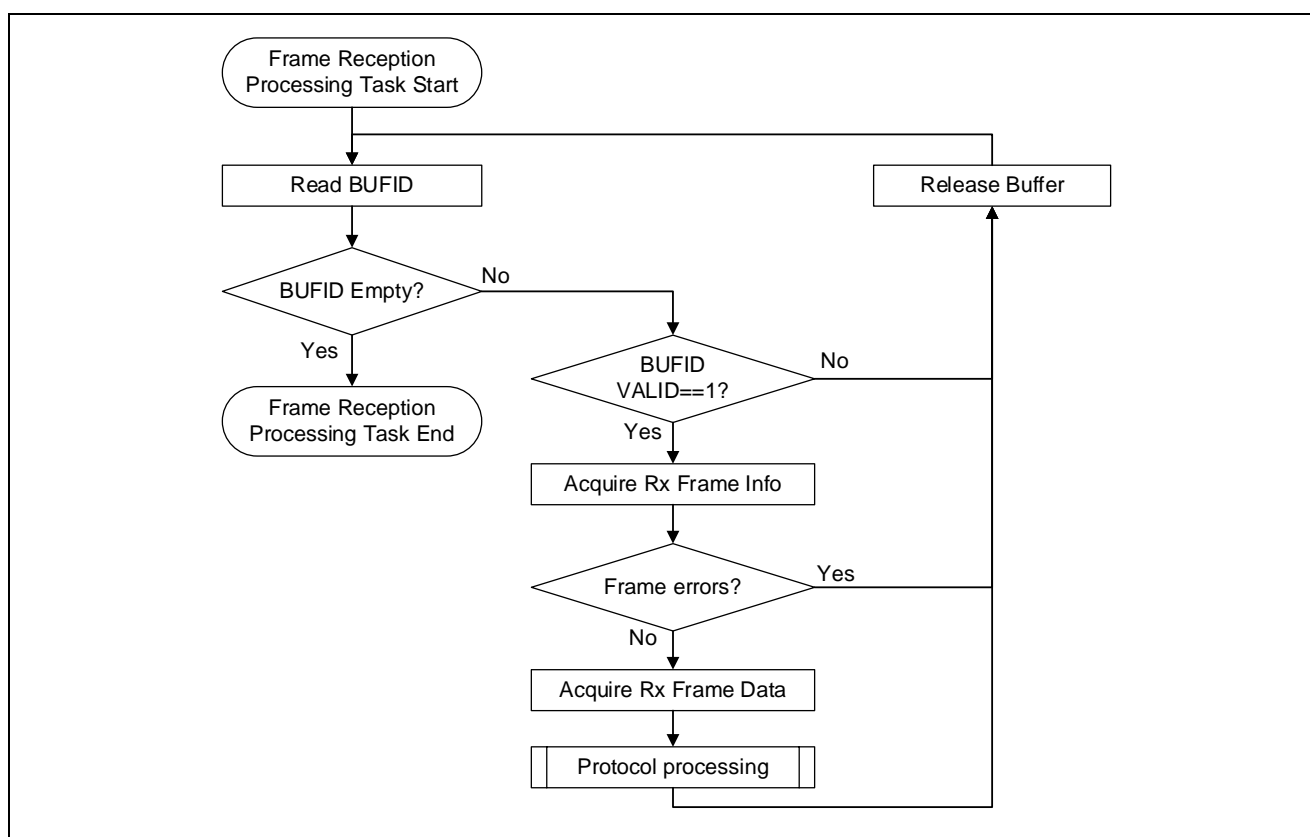 Frame Reception
Processing Task Start
Read BUFID
Release Buffer
BUFID Empty?
No
Yes
BUFID
VALID==1?
No
Frame Reception
Processing Task End
Yes
Acquire Rx Frame Info
Frame errors?
Yes
No
Acquire Rx Frame Data
Protocol processing